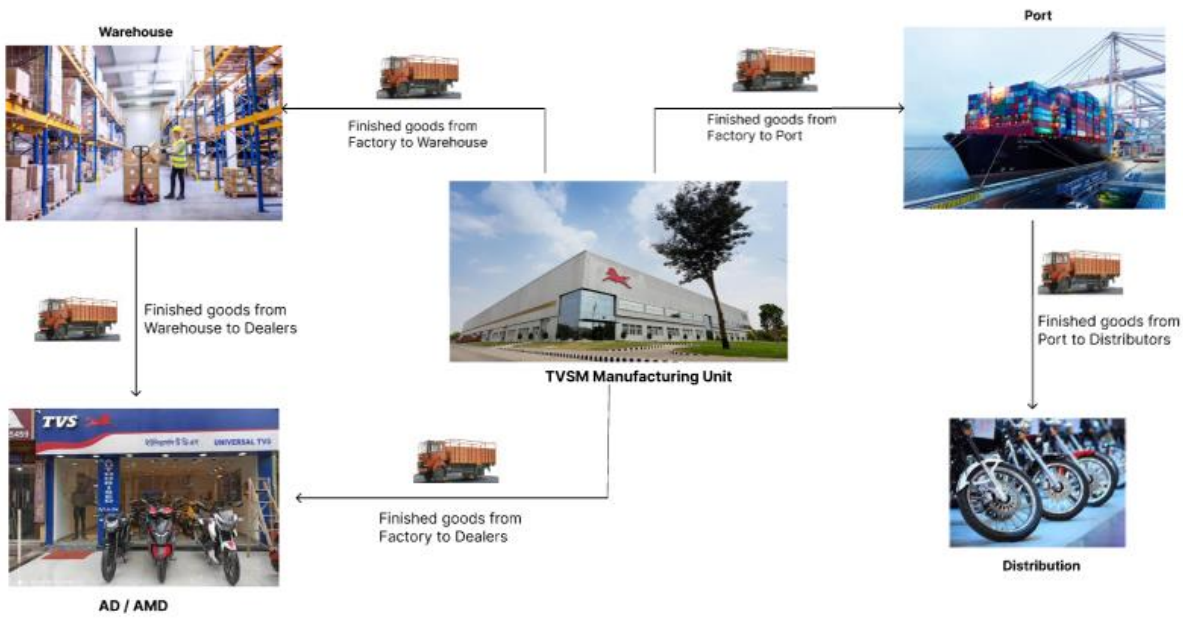 Warehouse
Port
Finished goods from
Factory to Warehouse
Finished goods from
Factory to Port
TVSM Manufacturing Unit
Finished goods from
Warehouse to Dealers
Finished goods from
Port to Distributors
TVS
UNIVERSAL TVS
Finished goods from
Factory to Dealers
AD / AMD
Distribution